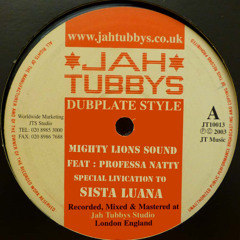 www.jahtubbys.co.uk
JAH
TUBBYS
DUBPLATE STYLE
Worldwide Marketing
JTS Studio
TEL: 020 8985 3000
FAX: 020 8986 7688
A
JT10013
℗ © 2003
JT Music
MIGHTY LIONS SOUND
FEAT : PROFESSA NATTY
SPECIAL LIVICATION TO
SISTA LUANA
Recorded, Mixed & Mastered at
Jah Tubbys Studio
London England